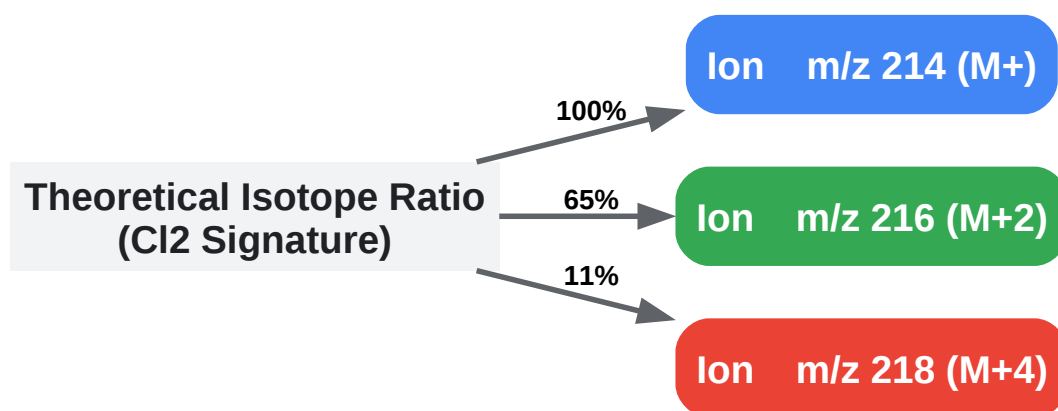 Ion    m/z 214 (M+)
100%
Theoretical Isotope Ratio
(Cl2 Signature)
65%
Ion    m/z 216 (M+2)
11%
Ion    m/z 218 (M+4)